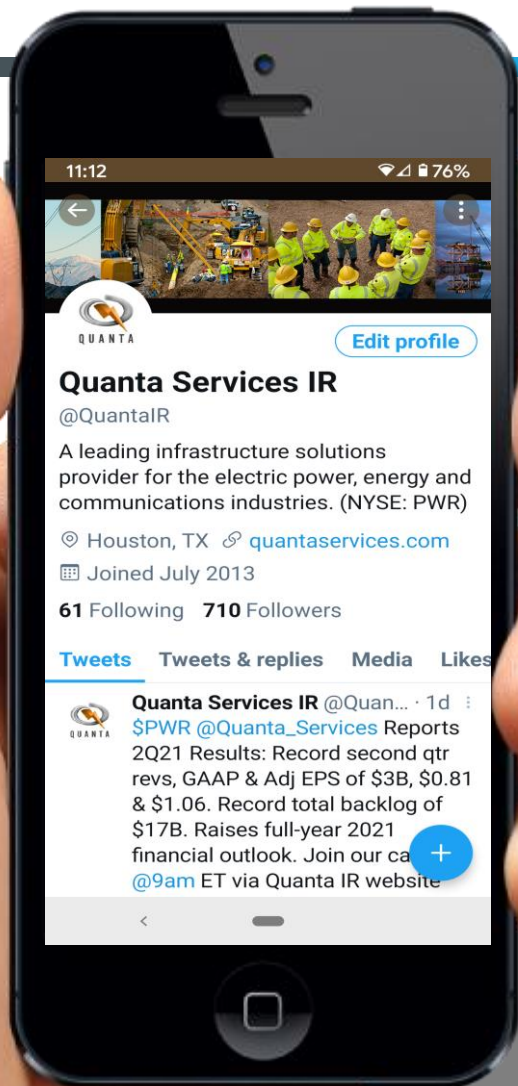 11:12
76%
QUANTA
Edit profile
Quanta Services IR
@QuantaIR
A leading infrastructure solutions
provider for the electric power, energy and
communications industries. (NYSE: PWR)
Houston, TX quantaservices.com
Joined July 2013
61 Following 710 Followers
Tweets Tweets & replies Media Likes
Quanta Services IR @Quan... · 1d
QUANTA
$PWR @Quanta_Services Reports
2Q21 Results: Record second qtr
revs, GAAP & Adj EPS of $3B, $0.81
& $1.06. Record total backlog of
$17B. Raises full-year 2021
financial outlook. Join our
@9am ET via Quanta IR website